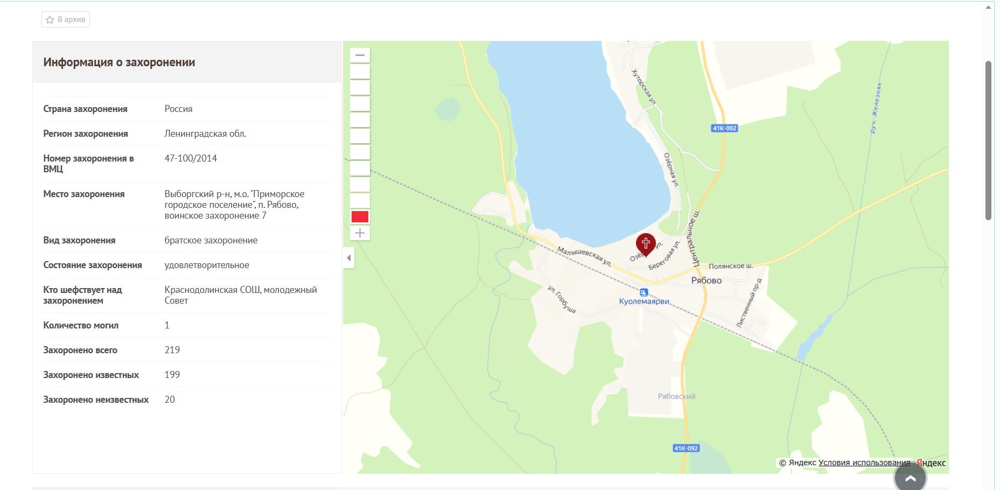 В архив
Информация о захоронении
Страна захоронения Россия
Регион захоронения Ленинградская обл.
Номер захоронения в 47-100/2014
ВМЦ
Место захоронения Выборгский р-н, м.о. "Приморское
городское поселение", п. Рябово,
воинское захоронение 7
Вид захоронения братское захоронение
Состояние захоронения удовлетворительное
Кто шефствует над Краснодолинская СОШ, молодежный
захоронением Совет
Количество могил 1
Захоронено всего 219
Захоронено известных 199
Захоронено неизвестных 20
Хуторская ул.
руч. Железняк
41К-092
Озёрная ул.
Центральное ш.
Малышевская ул.
Береговая ул.
Полянское ш.
Рябово
Куолемаярви
ул. Горбуша
Лиственный пр-д
Рябовский
41К-092
© Яндекс Условия использования Яндекс